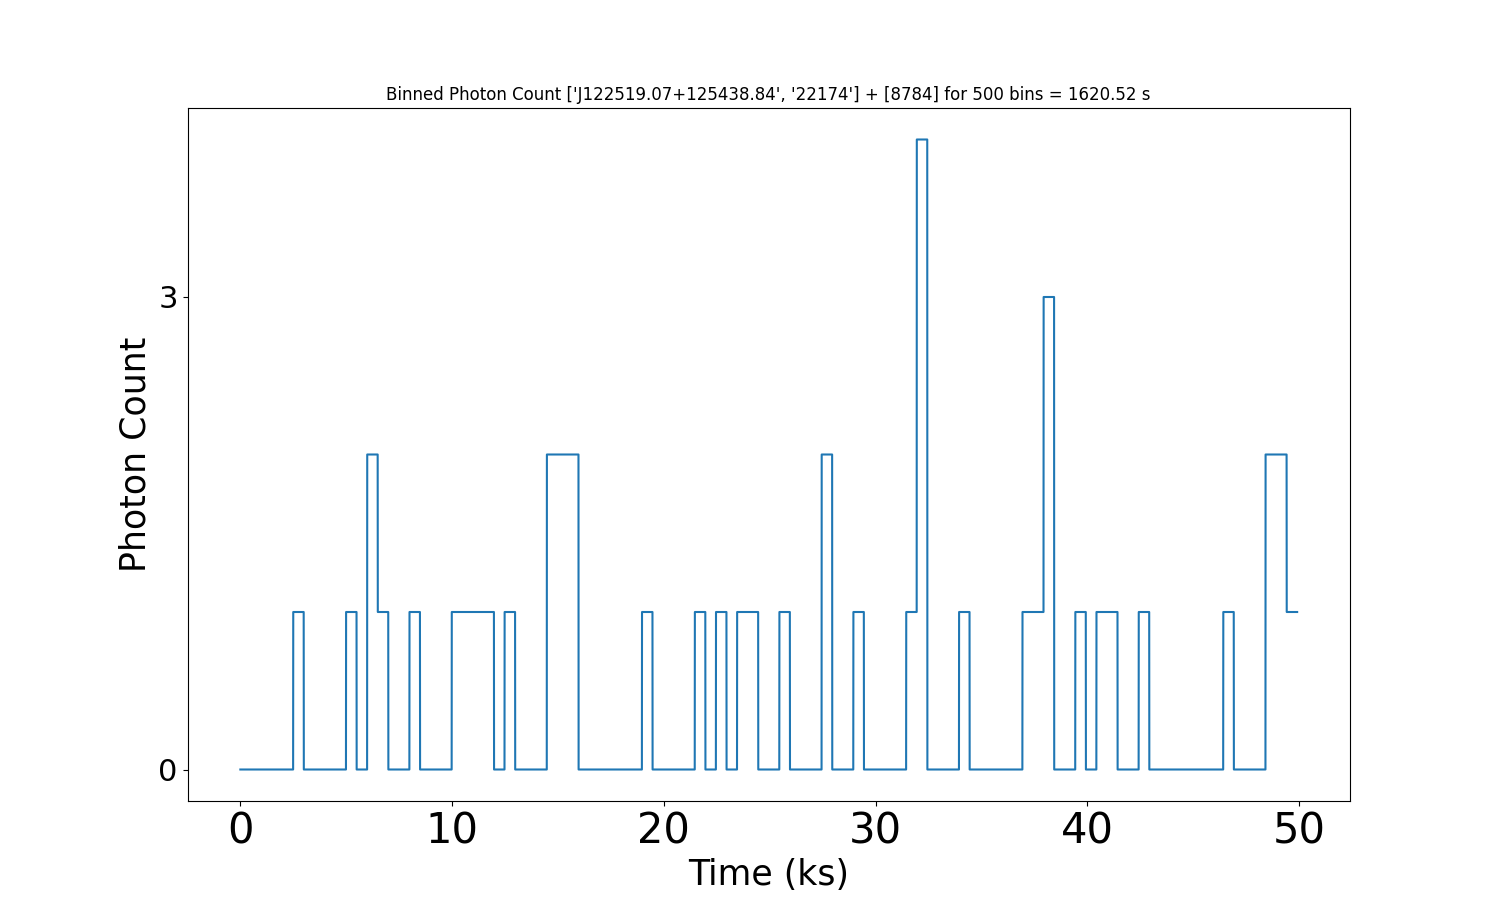 Binned Photon Count ['J122519.07+125438.84', '22174'] + [8784] for 500 bins = 1620.52 s
3
0
Photon Count
0 10 20 30 40 50
Time (ks)